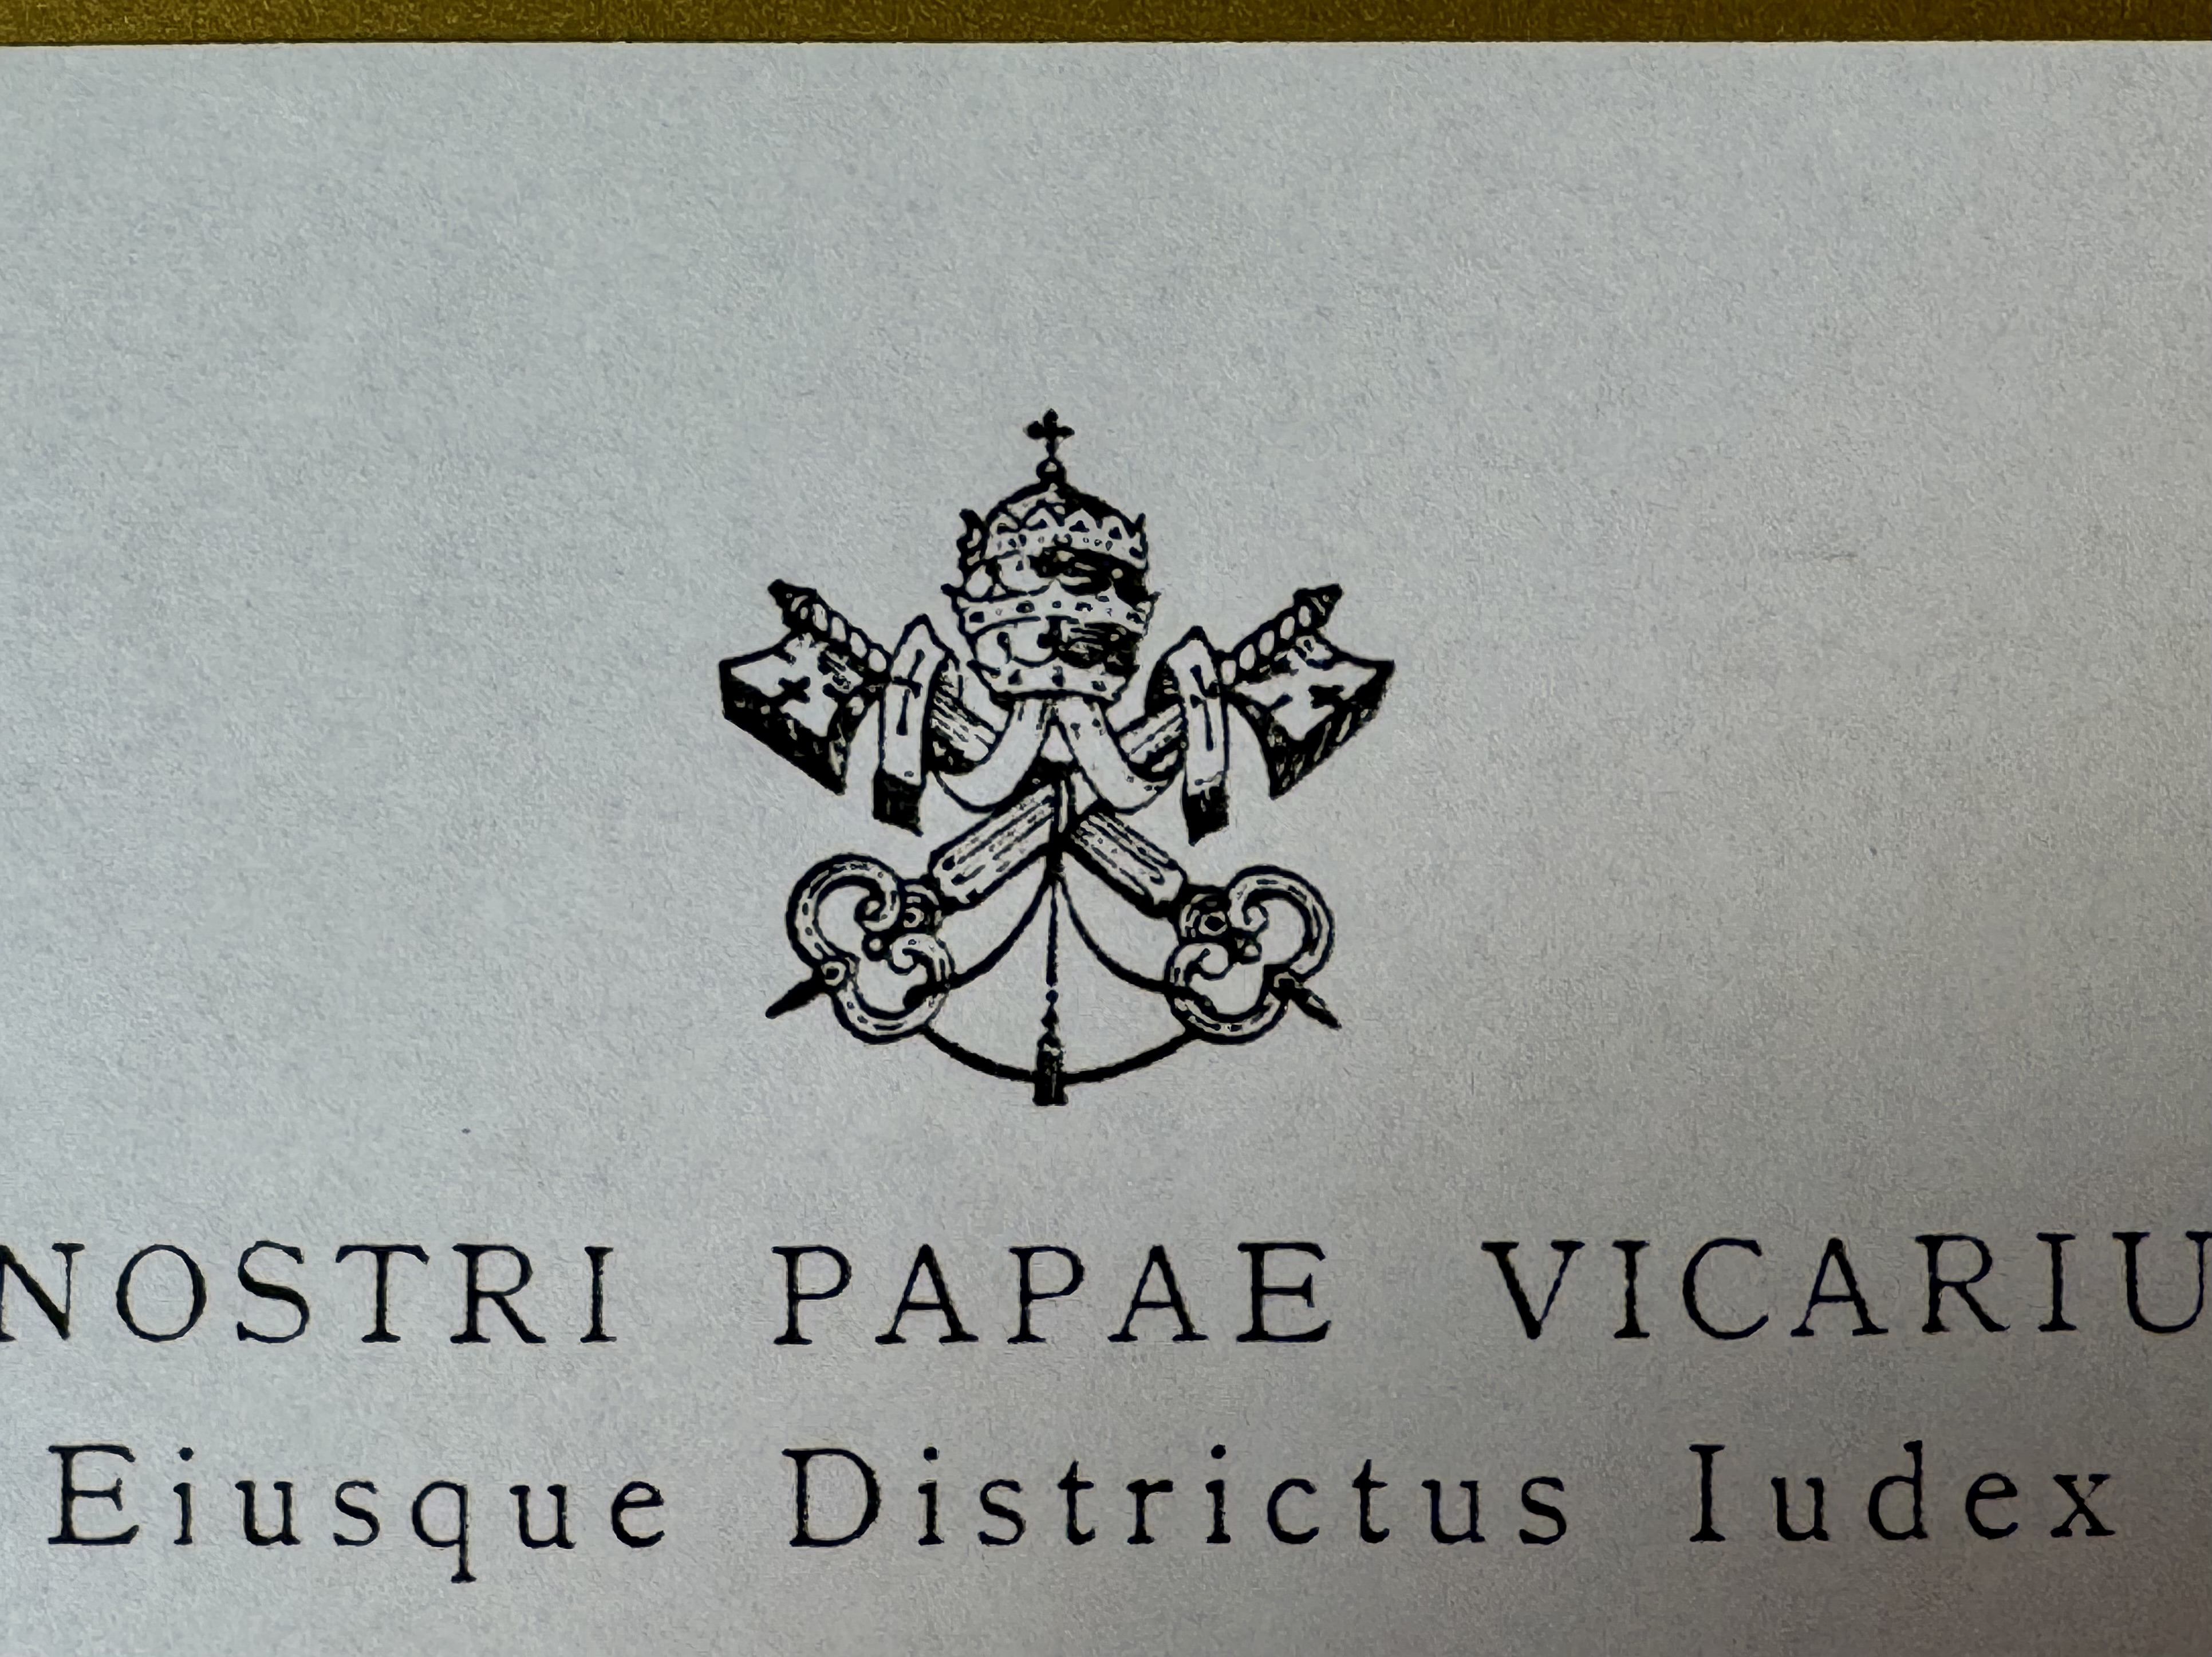 NOSTRI PAPAE VICARIU
Eiusque Districtus Iudex